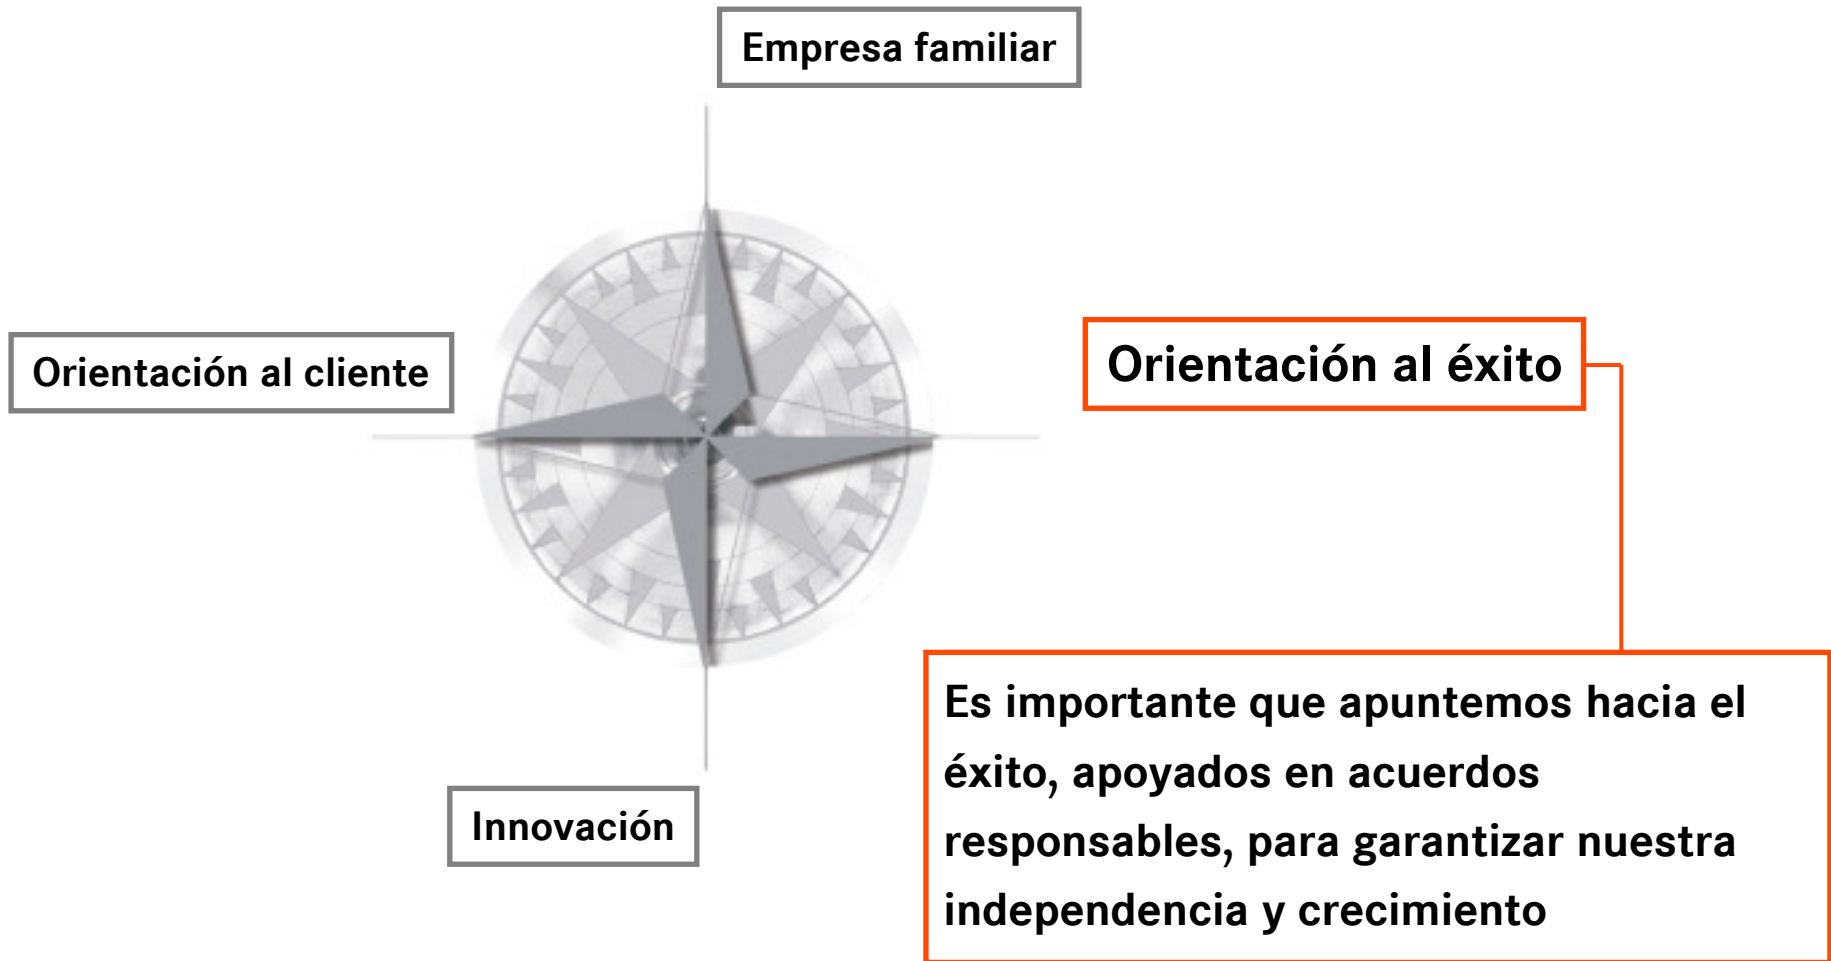 Empresa familiar
Orientación al cliente
Orientación al éxito
Innovación
Es importante que apuntemos hacia el
éxito, apoyados en acuerdos
responsables, para garantizar nuestra
independencia y crecimiento